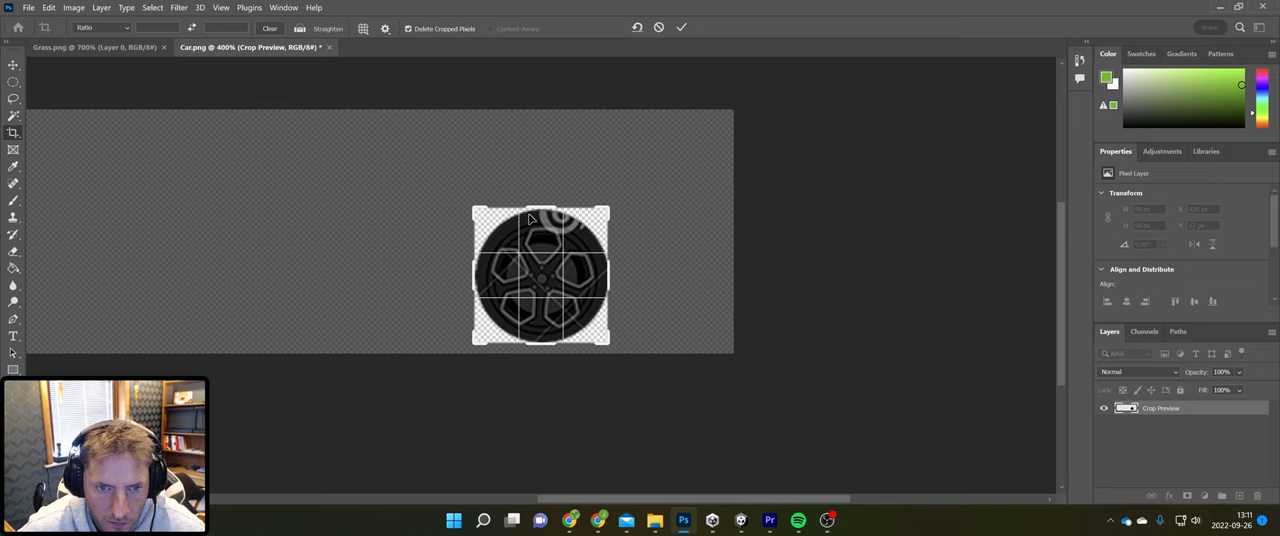 File Edit Image Layer Type Select Filter 3D View Plugins Window Help
Ratio Clear Straighten Delete Cropped Pixels Content-Aware Share
Grass.png @ 700% (Layer 0, RGB/8#) × Car.png @ 400% (Crop Preview, RGB/8#) * ×
Color Swatches Gradients Patterns
Properties Adjustments Libraries
Pixel Layer
Transform
Align and Distribute
Align:
Layers Channels Paths
Kind
Normal Opacity: 100%
Lock: Fill: 100%
Crop Preview
13:11
2022-09-26